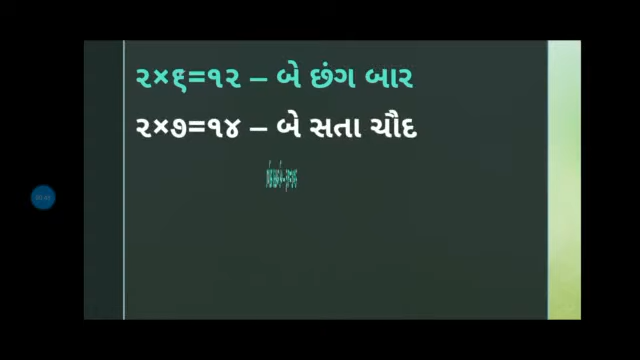 ૨×૬=૧૨ – બે છંગ બાર
૨×૭=૧૪ – બે સતા ચૌદ